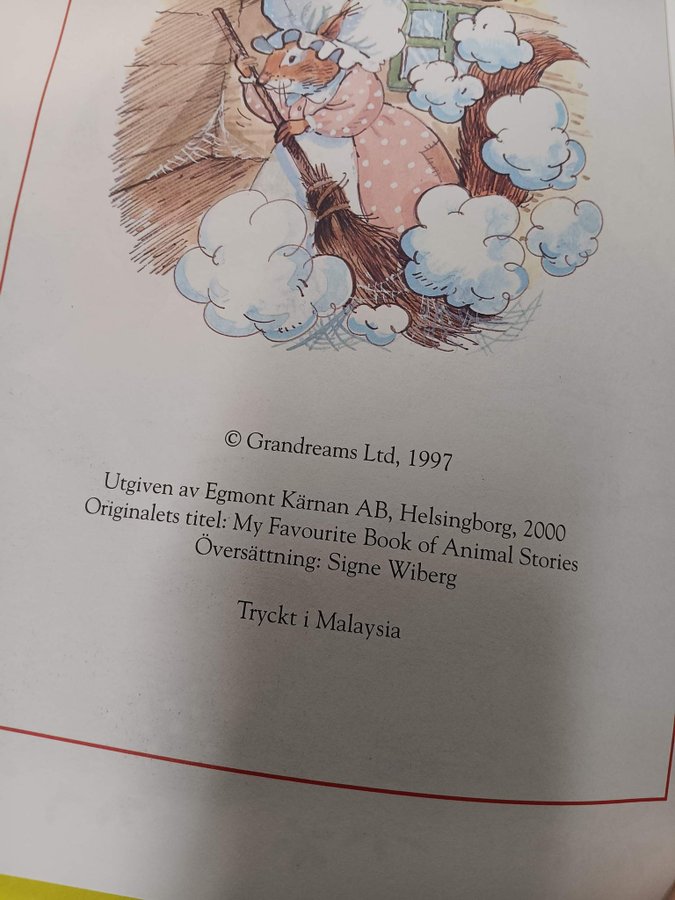 © Grandreams Ltd, 1997
Utgiven av Egmont Kärnan AB, Helsingborg, 2000
Originalets titel: My Favourite Book of Animal Stories
Översättning: Signe Wiberg
Tryckt i Malaysia